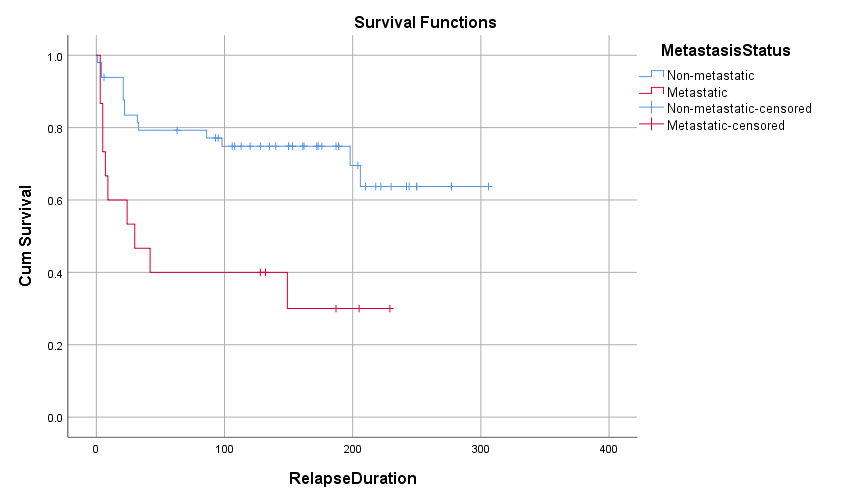 Survival Functions
MetastasisStatus
Non-metastatic
Metastatic
Non-metastatic-censored
Metastatic-censored
Cum Survival
1.0
0.8
0.6
0.4
0.2
0.0
0 100 200 300 400
RelapseDuration